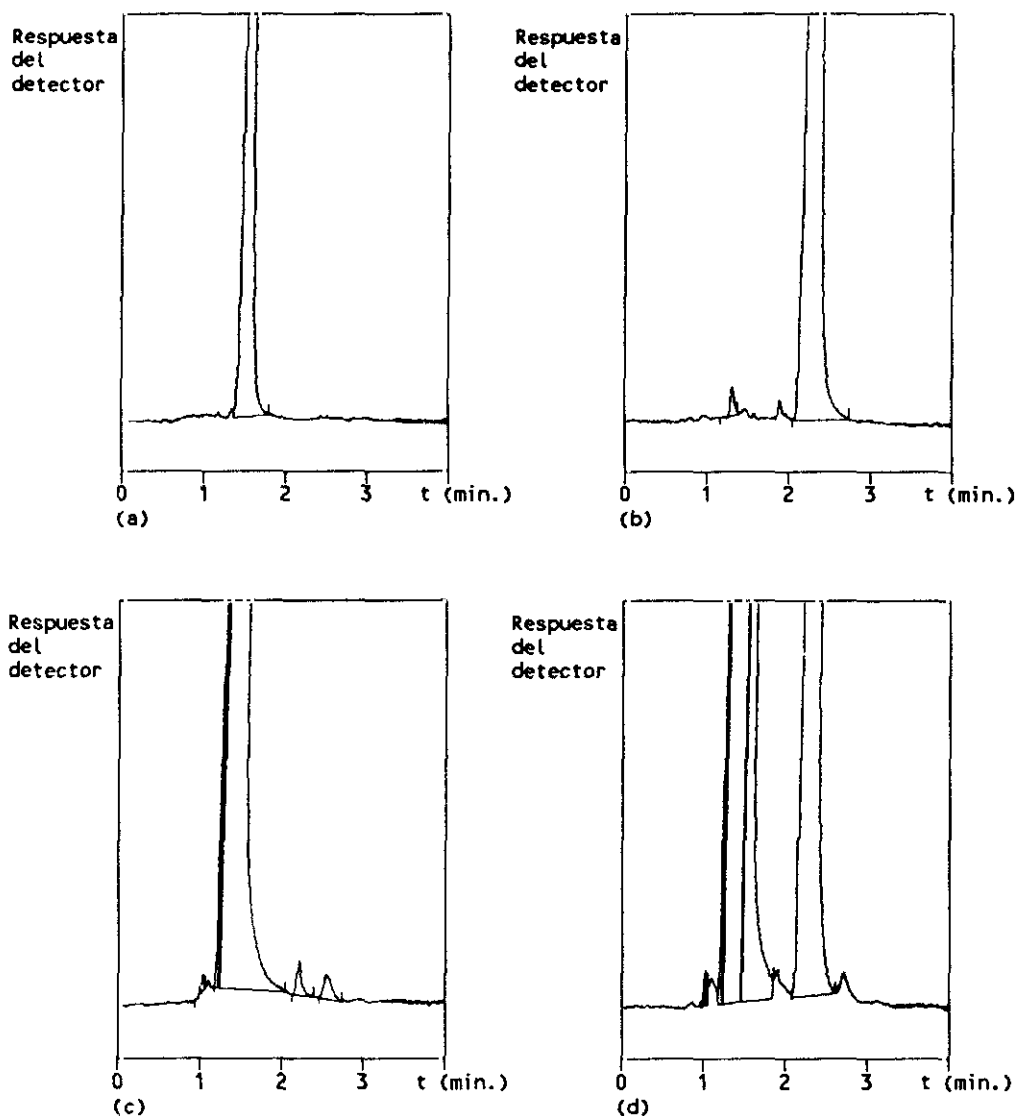 Respuesta
del
detector
0 1 2 3 t (min.)
(a)
Respuesta
del
detector
0 1 2 3 t (min.)
(b)
Respuesta
del
detector
0 1 2 3 t (min.)
(c)
Respuesta
del
detector
0 1 2 3 t (min.)
(d)